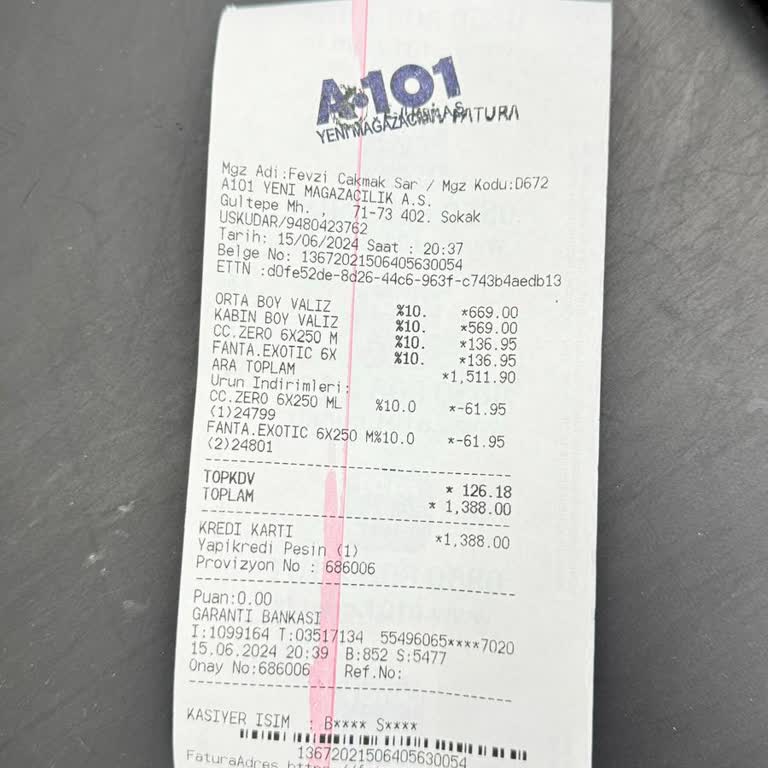 A101
YENİ MAĞAZACILIK A.Ş. FATURA
Mgz Adi :Fevzi Cakmak Sar / Mgz Kodu:D672
A101 YENI MAGAZACILIK A.S.
Gultepe Mh. , 71-73 402. Sokak
USKUDAR/9480423762
Tarih: 15/06/2024 Saat : 20:37
Belge No: 13672021506405630054
ETTN :d0fe52de-8d26-44c6-963f-c743b4aedb13
ORTA BOY VALIZ %10. *669.00
KABIN BOY VALIZ %10. *569.00
CC.ZERO 6X250 M %10. *136.95
FANTA.EXOTIC 6X %10. *136.95
ARA TOPLAM *1,511.90
Urun Indirimleri:
CC.ZERO 6X250 ML %10.0 *-61.95
(1)24799
FANTA.EXOTIC 6X250 M%10.0 *-61.95
(2)24801
TOPKDV * 126.18
TOPLAM * 1,388.00
KREDI KARTI *1,388.00
Yapikredi Pesin (1)
Provizyon No : 686006
Puan:0.00
GARANTI BANKASI
I:1099164 T:03517134 55496065****7020
15.06.2024 20:39 B:852 S:5477
Onay No:686006 Ref.No:
KASIYER ISIM : B**** S****
13672021506405630054
FaturaAdres